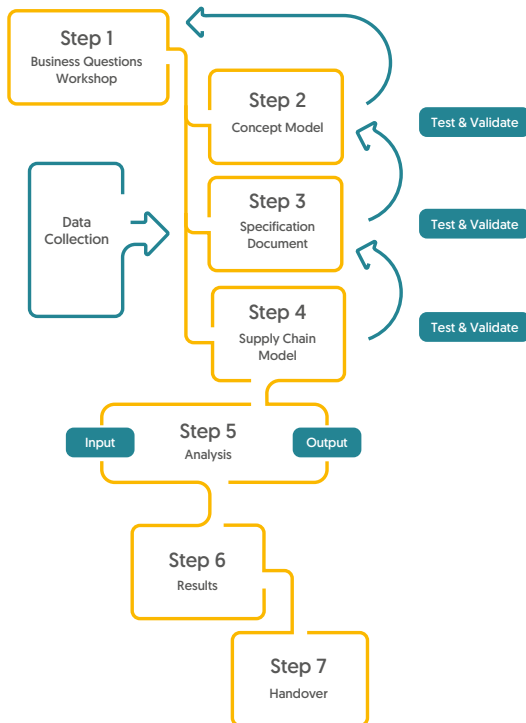 Step 1
Business Questions
Workshop
Step 2
Concept Model
Test & Validate
Data
Collection
Step 3
Specification
Document
Test & Validate
Step 4
Supply Chain
Model
Test & Validate
Input
Step 5
Analysis
Output
Step 6
Results
Step 7
Handover